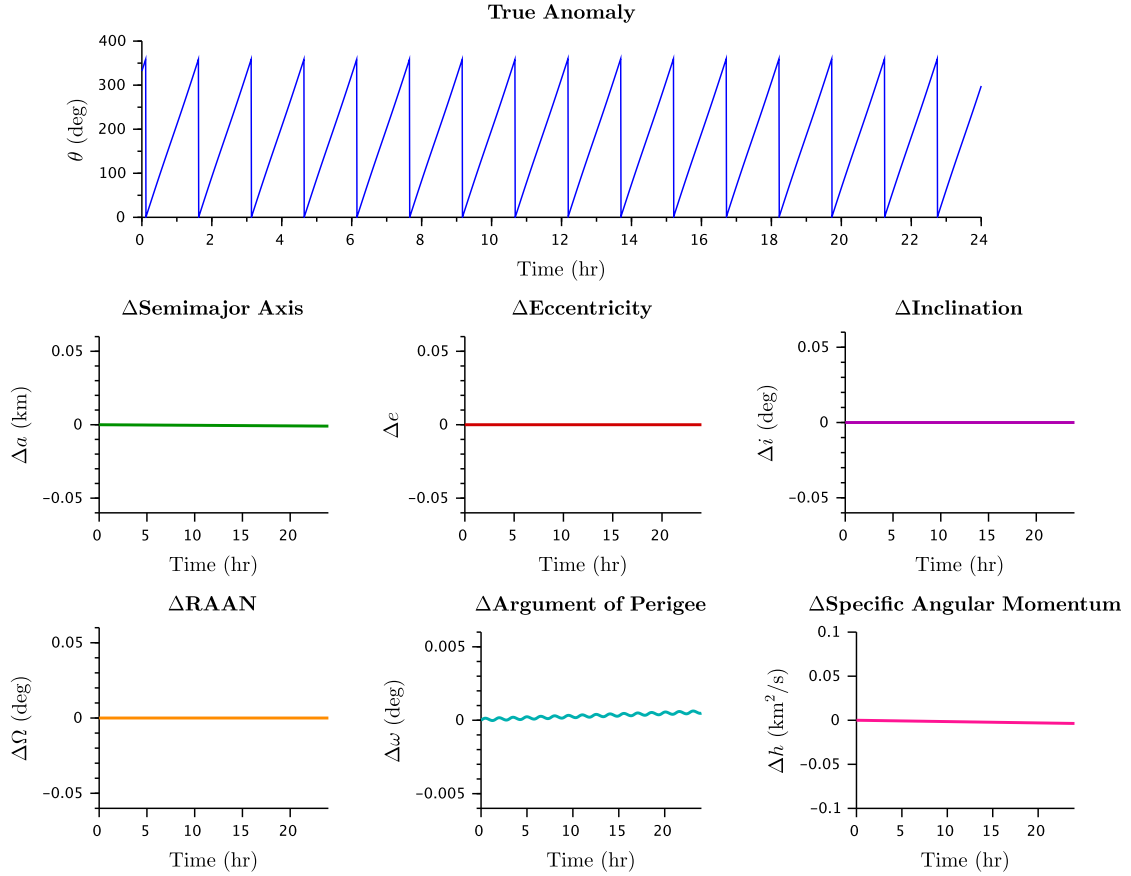 True Anomaly
400
300
200
100
0
θ (deg)
0 2 4 6 8 10 12 14 16 18 20 22 24
Time (hr)
ΔSemimajor Axis
0.05
0
−0.05
Δa (km)
0 5 10 15 20
Time (hr)
ΔEccentricity
0.05
0
−0.05
Δe
0 5 10 15 20
Time (hr)
ΔInclination
0.05
0
−0.05
Δi (deg)
0 5 10 15 20
Time (hr)
ΔRAAN
0.05
0
−0.05
ΔΩ (deg)
0 5 10 15 20
Time (hr)
ΔArgument of Perigee
0.005
0
−0.005
Δω (deg)
0 5 10 15 20
Time (hr)
ΔSpecific Angular Momentum
0.1
0.05
0
−0.05
−0.1
Δh (km²/s)
0 5 10 15 20
Time (hr)